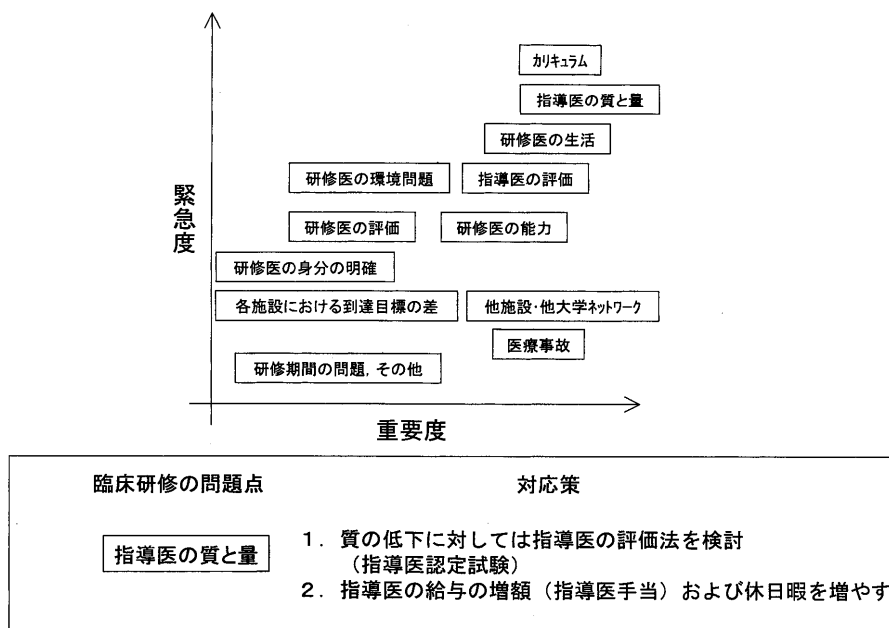 カリキュラム
指導医の質と量
研修医の生活
研修医の環境問題
指導医の評価
緊急度
研修医の評価
研修医の能力
研修医の身分の明確
各施設における到達目標の差
他施設・他大学ネットワーク
医療事故
研修期間の問題，その他
重要度
臨床研修の問題点
対応策
指導医の質と量
１．質の低下に対しては指導医の評価法を検討
（指導医認定試験）
２．指導医の給与の増額（指導医手当）および休日暇を増やす